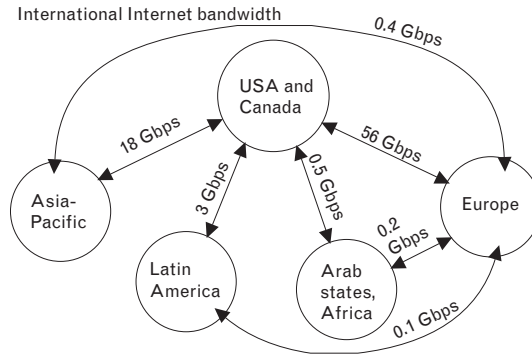 International Internet bandwidth
0.4 Gbps
USA and
Canada
18 Gbps
56 Gbps
3 Gbps
0.5 Gbps
Asia-
Pacific
Europe
0.2
Gbps
Latin
America
Arab
states,
Africa
0.1 Gbps